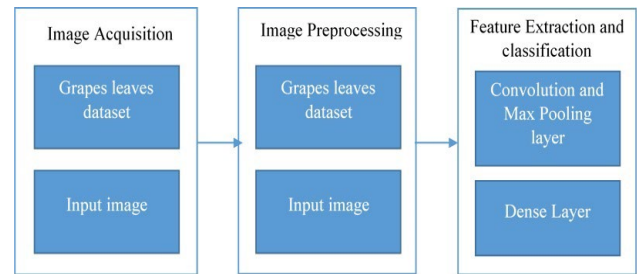 Image Acquisition
Grapes leaves
dataset
Input image
Image Preprocessing
Grapes leaves
dataset
Input image
Feature Extraction and
classification
Convolution and
Max Pooling
layer
Dense Layer